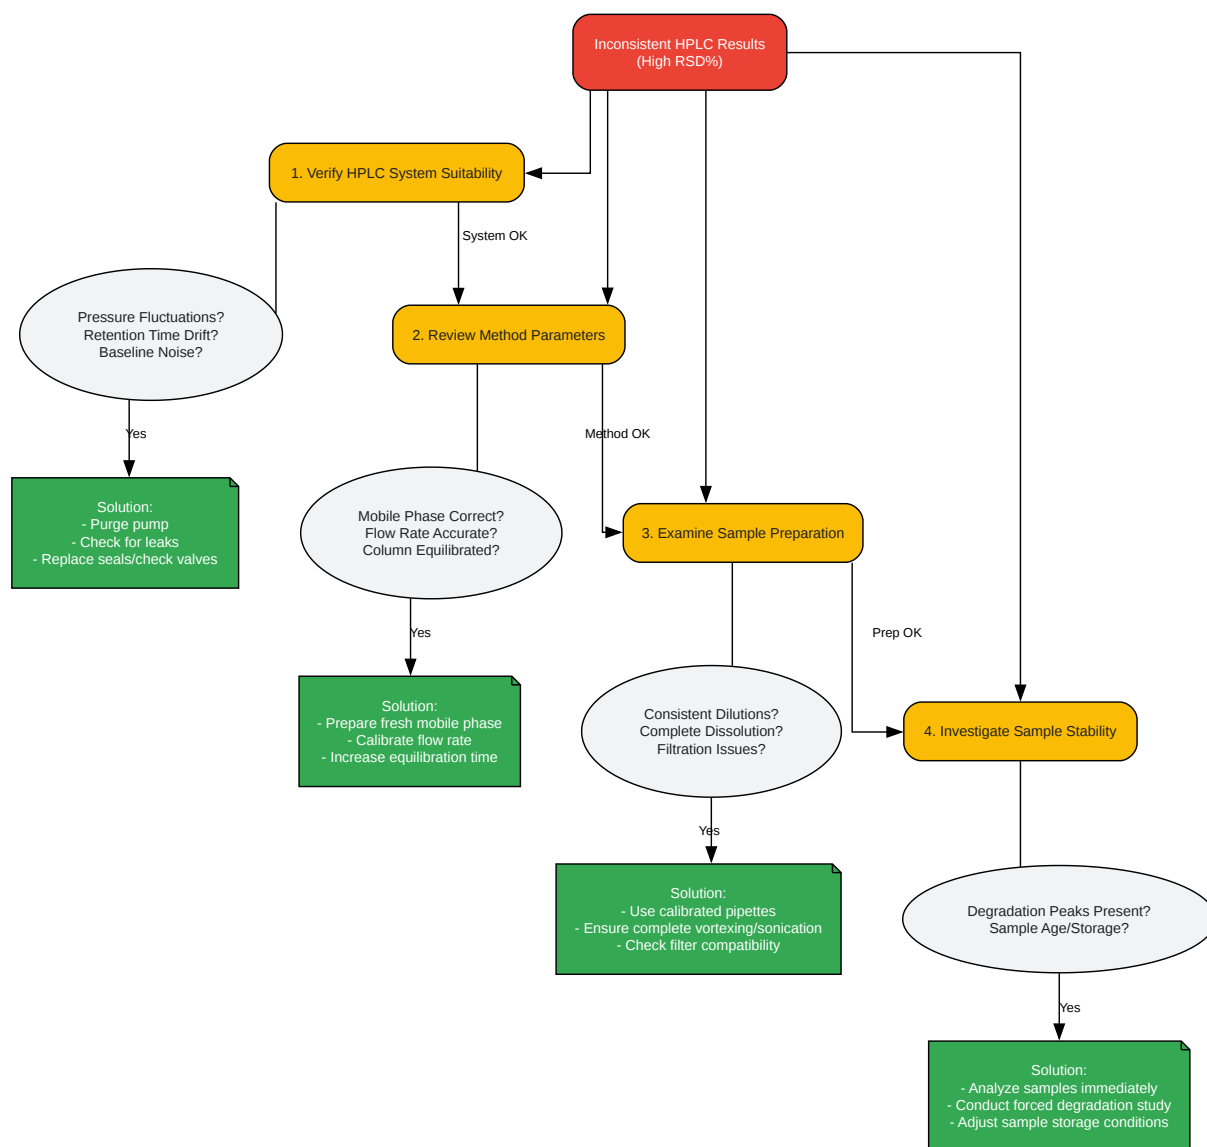 Inconsistent HPLC Results
(High RSD%)
1. Verify HPLC System Suitability
System OK
Pressure Fluctuations?
Retention Time Drift?
Baseline Noise?
2. Review Method Parameters
Yes
Method OK
Solution:
- Purge pump
- Check for leaks
- Replace seals/check valves
Mobile Phase Correct?
Flow Rate Accurate?
Column Equilibrated?
3. Examine Sample Preparation
Yes
Prep OK
Solution:
- Prepare fresh mobile phase
- Calibrate flow rate
- Increase equilibration time
Consistent Dilutions?
Complete Dissolution?
Filtration Issues?
4. Investigate Sample Stability
Yes
Solution:
- Use calibrated pipettes
- Ensure complete vortexing/sonication
- Check filter compatibility
Degradation Peaks Present?
Sample Age/Storage?
Yes
Solution:
- Analyze samples immediately
- Conduct forced degradation study
- Adjust sample storage conditions